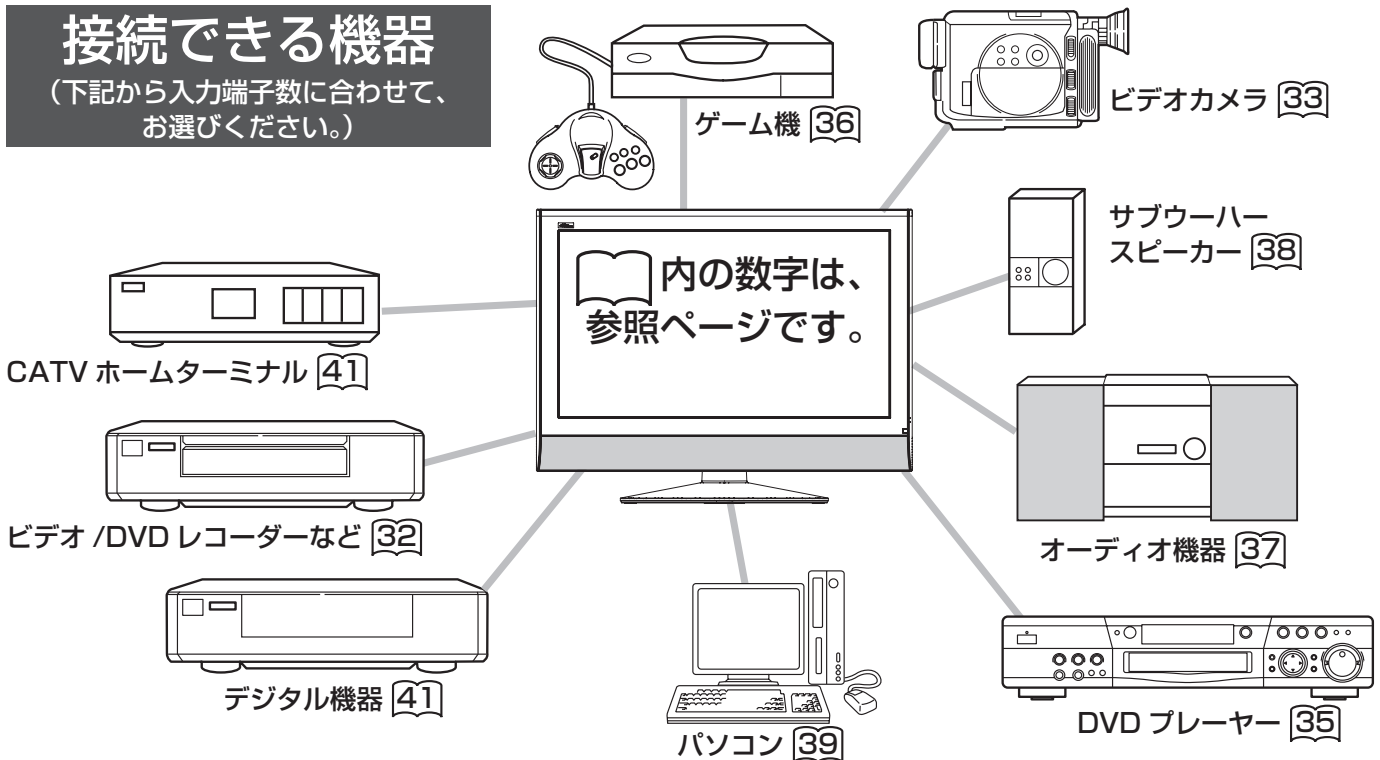 接続できる機器
（下記から入力端子数に合わせて、
お選びください。）
ゲーム機 36
ビデオカメラ 33
サブウーハー
スピーカー 38
内の数字は、
参照ページです。
CATV ホームターミナル 41
ビデオ /DVD レコーダーなど 32
オーディオ機器 37
デジタル機器 41
パソコン 39
DVD プレーヤー 35